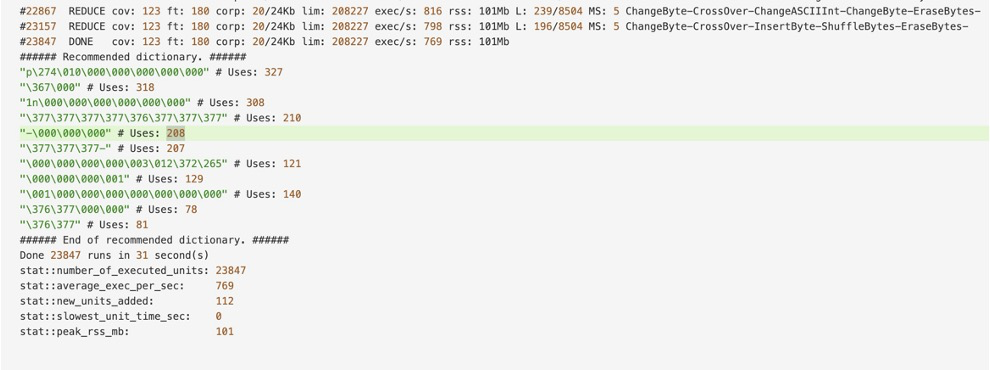 #22867  REDUCE cov: 123 ft: 180 corp: 20/24Kb lim: 208227 exec/s: 816 rss: 101Mb L: 239/8504 MS: 5 ChangeByte-CrossOver-ChangeASCIIInt-ChangeByte-EraseBytes-
#23157  REDUCE cov: 123 ft: 180 corp: 20/24Kb lim: 208227 exec/s: 798 rss: 101Mb L: 196/8504 MS: 5 ChangeByte-CrossOver-InsertByte-ShuffleBytes-EraseBytes-
#23847  DONE   cov: 123 ft: 180 corp: 20/24Kb lim: 208227 exec/s: 769 rss: 101Mb
###### Recommended dictionary. ######
"p\274\010\000\000\000\000\000" # Uses: 327
"\367\000" # Uses: 318
"1n\000\000\000\000\000\000\000" # Uses: 308
"\377\377\377\377\376\377\377\377" # Uses: 210
"-\000\000\000" # Uses: 208
"\377\377\377-" # Uses: 207
"\000\000\000\000\003\012\372\265" # Uses: 121
"\000\000\000\001" # Uses: 129
"\001\000\000\000\000\000\000\000" # Uses: 140
"\376\377\000\000" # Uses: 78
"\376\377" # Uses: 81
###### End of recommended dictionary. ######
Done 23847 runs in 31 second(s)
stat::number_of_executed_units: 23847
stat::average_exec_per_sec:     769
stat::new_units_added:          112
stat::slowest_unit_time_sec:    0
stat::peak_rss_mb:              101